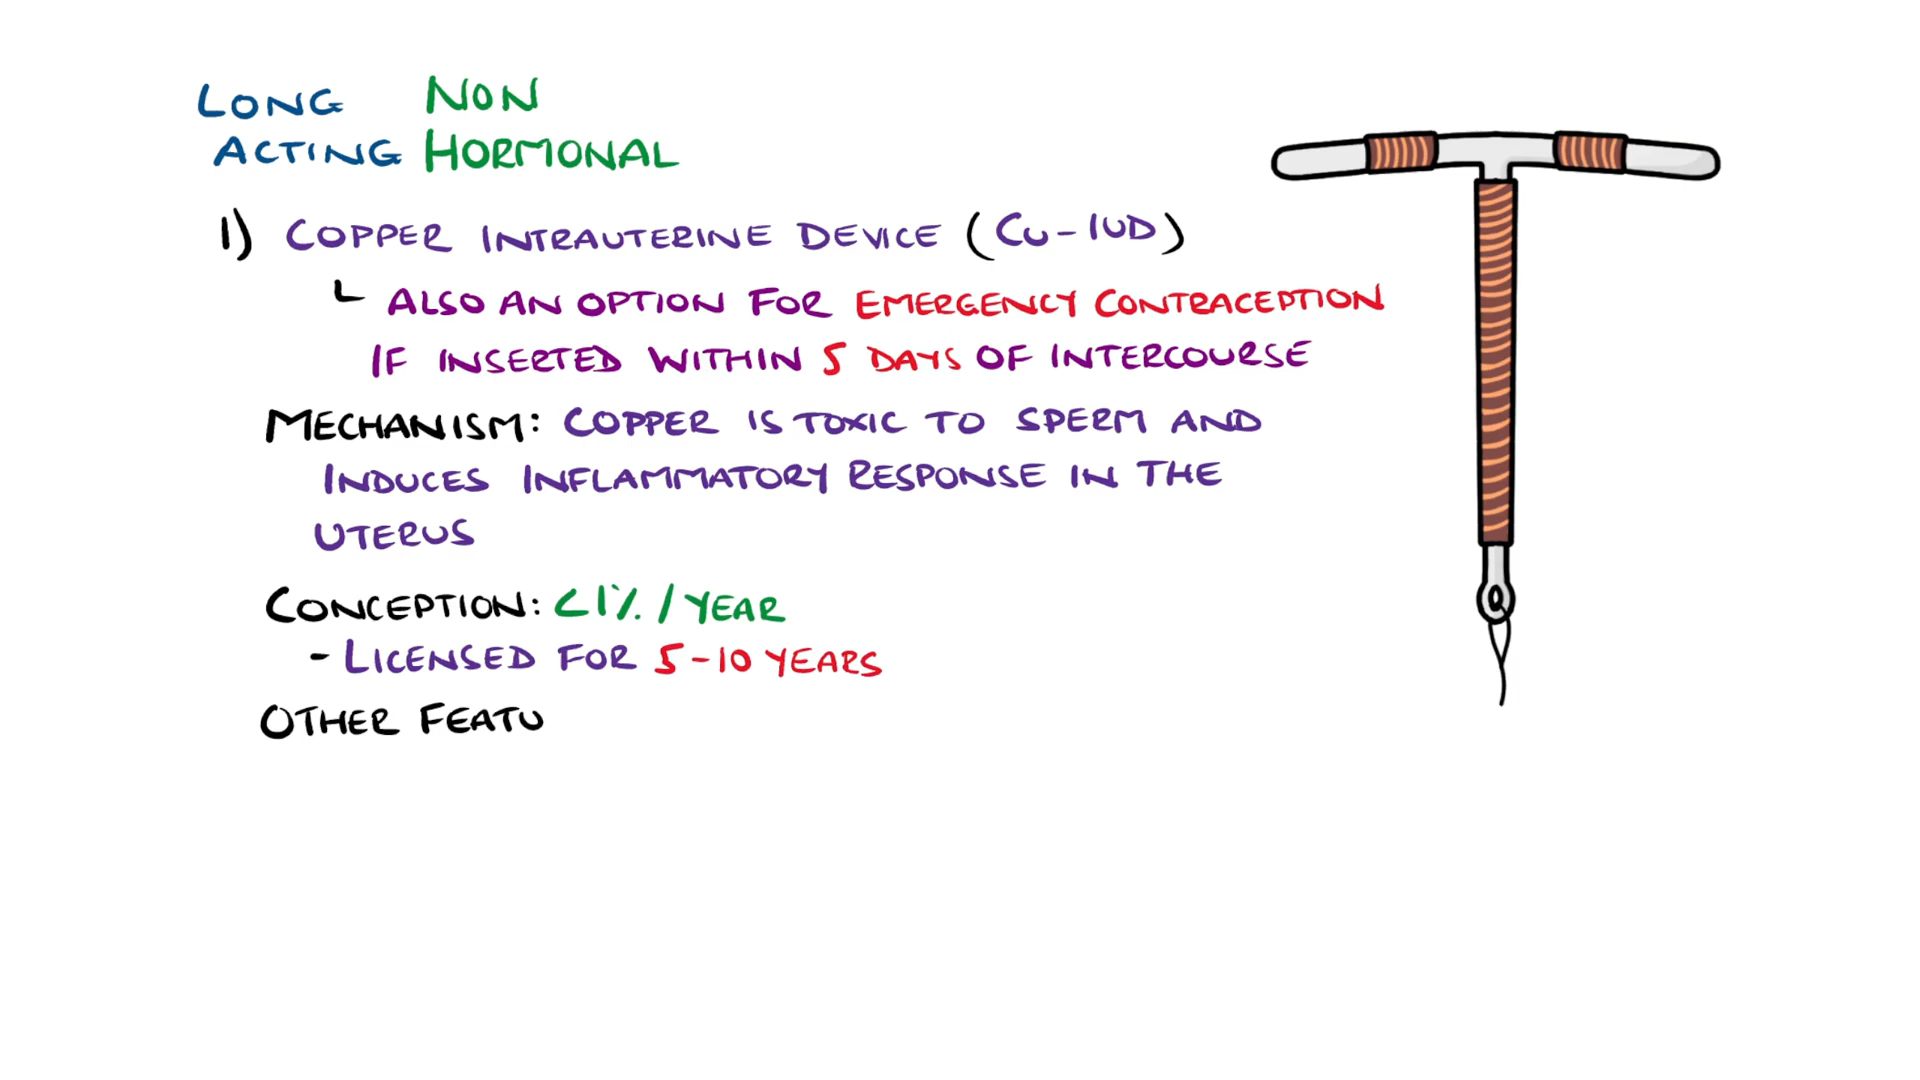 LONG NON
ACTING HORMONAL
1) COPPER INTRAUTERINE DEVICE (CU-IUD)
ALSO AN OPTION FOR EMERGENCY CONTRACEPTION
IF INSERTED WITHIN 5 DAYS OF INTERCOURSE
MECHANISM: COPPER IS TOXIC TO SPERM AND
INDUCES INFLAMMATORY RESPONSE IN THE
UTERUS
CONCEPTION: <1% / YEAR
- LICENSED FOR 5-10 YEARS
OTHER FEATU